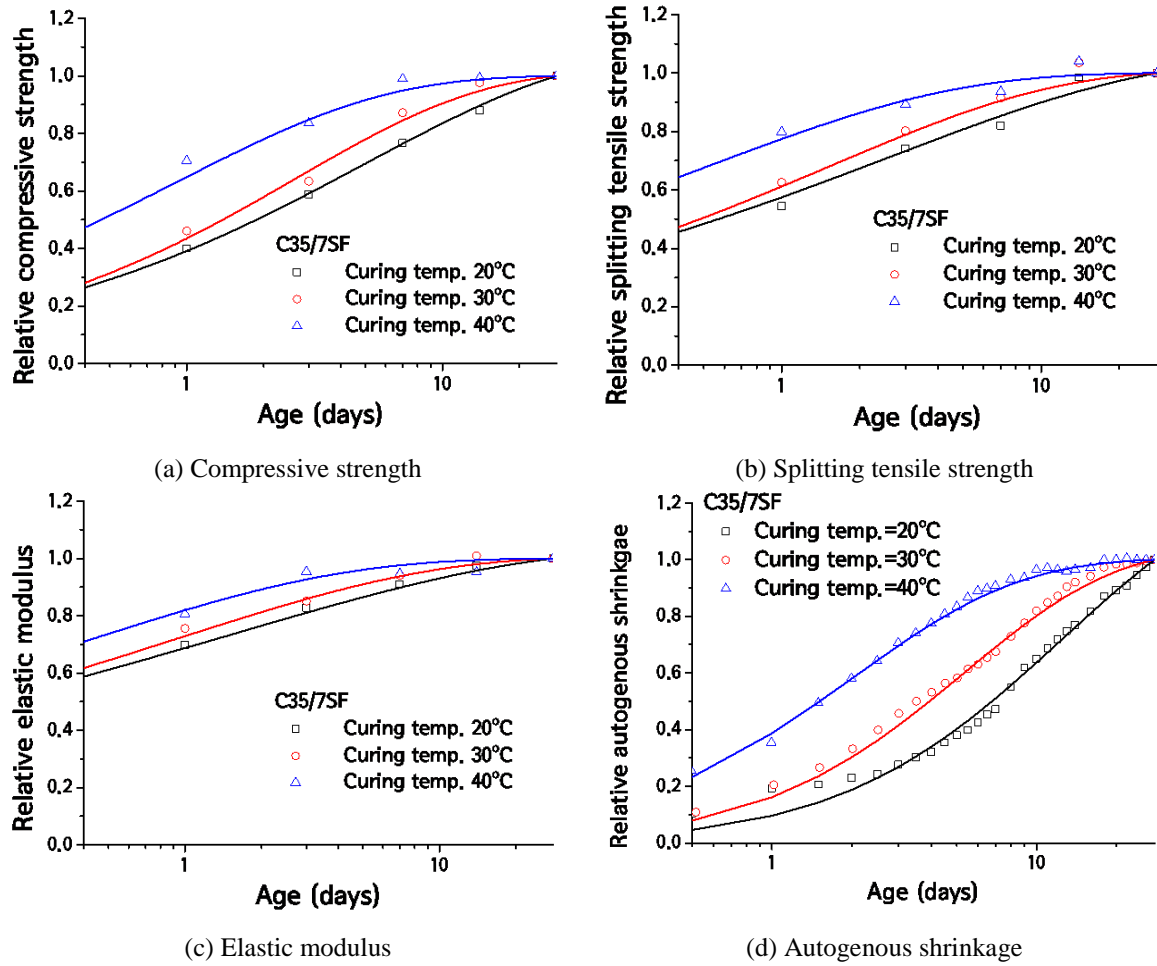 1.2
1.0
0.8
0.6
0.4
0.2
0.0
Relative compressive strength
C35/7SF
Curing temp. 20°C
Curing temp. 30°C
Curing temp. 40°C
1 10
Age (days)
(a) Compressive strength
1.2
1.0
0.8
0.6
0.4
0.2
0.0
Relative splitting tensile strength
C35/7SF
Curing temp. 20°C
Curing temp. 30°C
Curing temp. 40°C
1 10
Age (days)
(b) Splitting tensile strength
1.2
1.0
0.8
0.6
0.4
0.2
0.0
Relative elastic modulus
C35/7SF
Curing temp. 20°C
Curing temp. 30°C
Curing temp. 40°C
1 10
Age (days)
(c) Elastic modulus
1.2
1.0
0.8
0.6
0.4
0.2
0.0
Relative autogenous shrinkgae
C35/7SF
Curing temp.=20°C
Curing temp.=30°C
Curing temp.=40°C
1 10
Age (days)
(d) Autogenous shrinkage